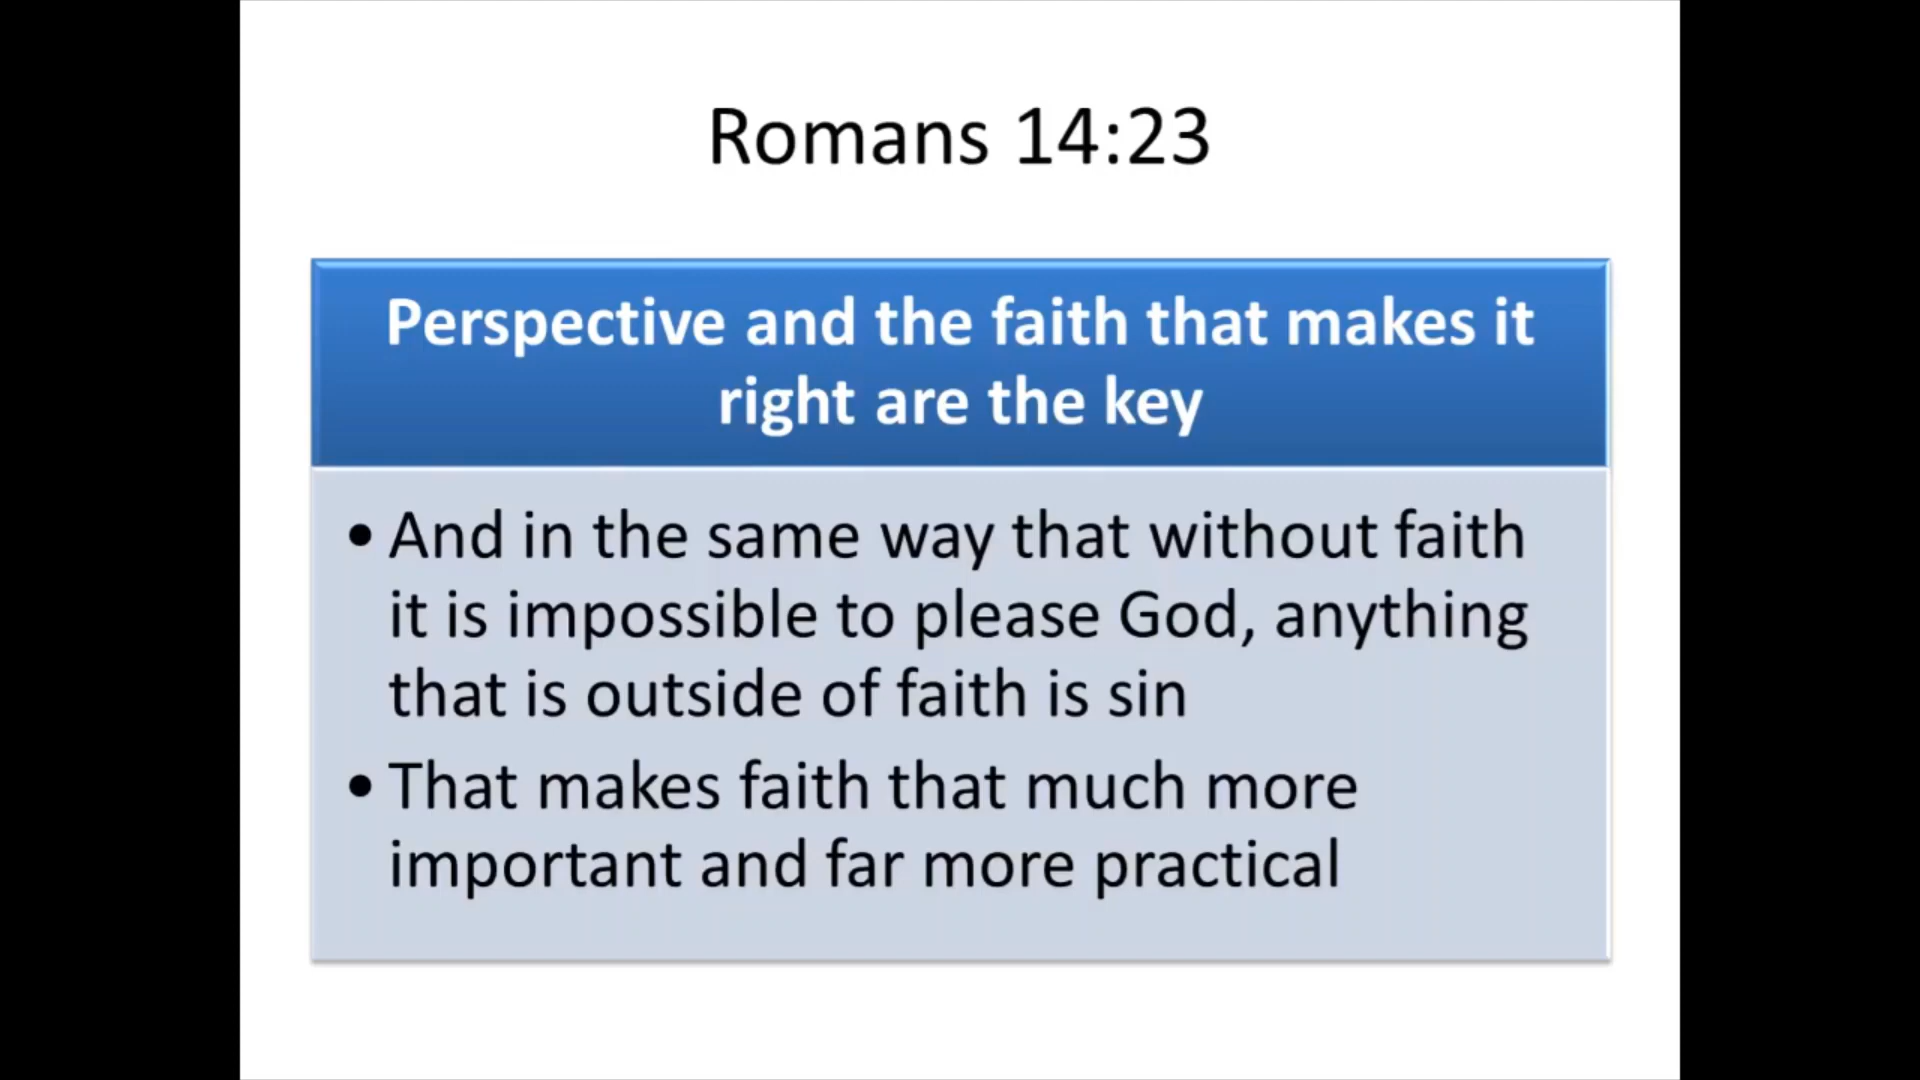 Romans 14:23
Perspective and the faith that makes it
right are the key
• And in the same way that without faith
it is impossible to please God, anything
that is outside of faith is sin
• That makes faith that much more
important and far more practical